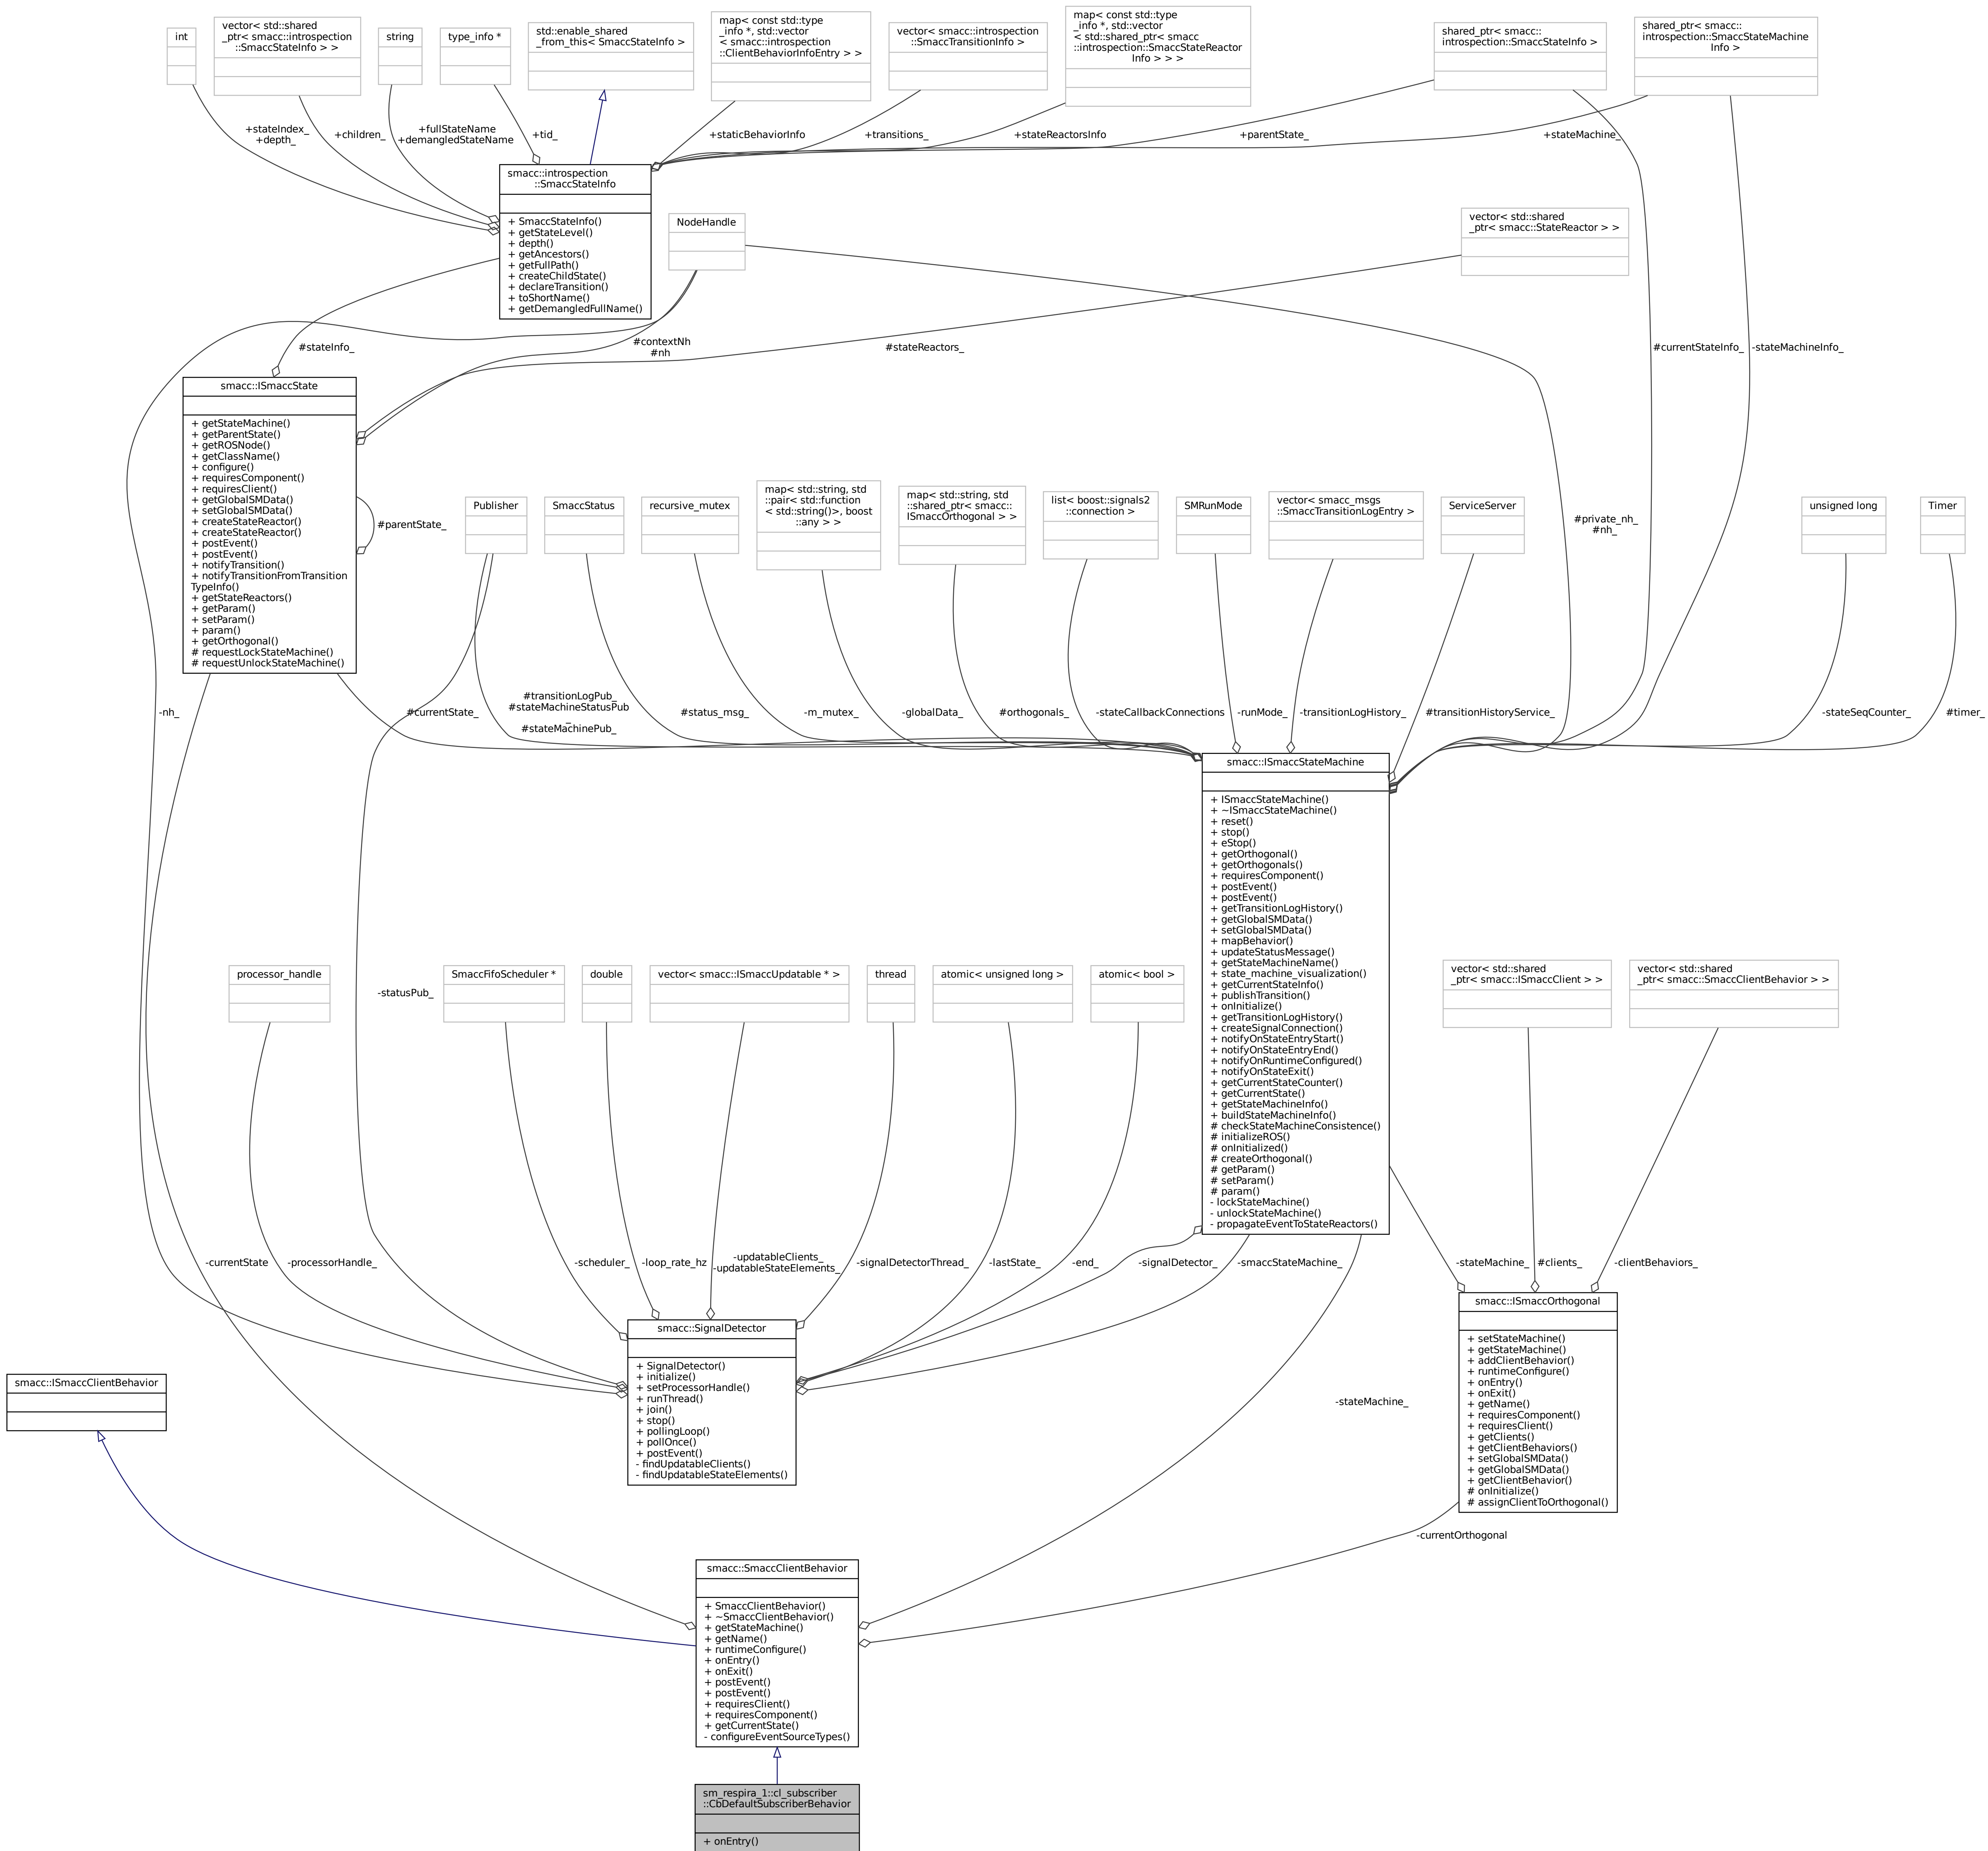 int
vector< std::shared
_ptr< smacc::introspection
::SmaccStateInfo > >
string
type_info *
std::enable_shared
_from_this< SmaccStateInfo >
map< const std::type
_info *, std::vector
< smacc::introspection
::ClientBehaviorInfoEntry > >
vector< smacc::introspection
::SmaccTransitionInfo >
map< const std::type
_info *, std::vector
< std::shared_ptr< smacc
::introspection::SmaccStateReactor
Info > > >
shared_ptr< smacc::
introspection::SmaccStateInfo >
shared_ptr< smacc::
introspection::SmaccStateMachine
Info >
+stateIndex_
+depth_
+children_
+fullStateName
+demangledStateName
+tid_
+staticBehaviorInfo
+transitions_
+stateReactorsInfo
+parentState_
+stateMachine_
smacc::introspection
::SmaccStateInfo
+ SmaccStateInfo()
+ getStateLevel()
+ depth()
+ getAncestors()
+ getFullPath()
+ createChildState()
+ declareTransition()
+ toShortName()
+ getDemangledFullName()
NodeHandle
vector< std::shared
_ptr< smacc::StateReactor > >
#stateInfo_
#contextNh
#nh
#stateReactors_
#currentStateInfo_
-stateMachineInfo_
smacc::ISmaccState
+ getStateMachine()
+ getParentState()
+ getROSNode()
+ getClassName()
+ configure()
+ requiresComponent()
+ requiresClient()
+ getGlobalSMData()
+ setGlobalSMData()
+ createStateReactor()
+ createStateReactor()
+ postEvent()
+ postEvent()
+ notifyTransition()
+ notifyTransitionFromTransition
TypeInfo()
+ getStateReactors()
+ getParam()
+ setParam()
+ param()
+ getOrthogonal()
# requestLockStateMachine()
# requestUnlockStateMachine()
#parentState_
Publisher
SmaccStatus
recursive_mutex
map< std::string, std
::pair< std::function
< std::string()>, boost
::any > >
map< std::string, std
::shared_ptr< smacc::
ISmaccOrthogonal > >
list< boost::signals2
::connection >
SMRunMode
vector< smacc_msgs
::SmaccTransitionLogEntry >
ServiceServer
#private_nh_
#nh_
unsigned long
Timer
-nh_
#currentState_
#transitionLogPub_
#stateMachineStatusPub
_
#stateMachinePub_
#status_msg_
-m_mutex_
-globalData_
#orthogonals_
-stateCallbackConnections
-runMode_
-transitionLogHistory_
#transitionHistoryService_
-stateSeqCounter_
#timer_
smacc::ISmaccStateMachine
+ ISmaccStateMachine()
+ ~ISmaccStateMachine()
+ reset()
+ stop()
+ eStop()
+ getOrthogonal()
+ getOrthogonals()
+ requiresComponent()
+ postEvent()
+ postEvent()
+ getTransitionLogHistory()
+ getGlobalSMData()
+ setGlobalSMData()
+ mapBehavior()
+ updateStatusMessage()
+ getStateMachineName()
+ state_machine_visualization()
+ getCurrentStateInfo()
+ publishTransition()
+ onInitialize()
+ getTransitionLogHistory()
+ createSignalConnection()
+ notifyOnStateEntryStart()
+ notifyOnStateEntryEnd()
+ notifyOnRuntimeConfigured()
+ notifyOnStateExit()
+ getCurrentStateCounter()
+ getCurrentState()
+ getStateMachineInfo()
+ buildStateMachineInfo()
# checkStateMachineConsistence()
# initializeROS()
# onInitialized()
# createOrthogonal()
# getParam()
# setParam()
# param()
- lockStateMachine()
- unlockStateMachine()
- propagateEventToStateReactors()
processor_handle
-statusPub_
SmaccFifoScheduler *
double
vector< smacc::ISmaccUpdatable * >
thread
atomic< unsigned long >
atomic< bool >
vector< std::shared
_ptr< smacc::ISmaccClient > >
vector< std::shared
_ptr< smacc::SmaccClientBehavior > >
-currentState
-processorHandle_
-scheduler_
-loop_rate_hz
-updatableClients_
-updatableStateElements_
-signalDetectorThread_
-lastState_
-end_
-signalDetector_
-smaccStateMachine_
-stateMachine_
#clients_
-clientBehaviors_
smacc::SignalDetector
+ SignalDetector()
+ initialize()
+ setProcessorHandle()
+ runThread()
+ join()
+ stop()
+ pollingLoop()
+ pollOnce()
+ postEvent()
- findUpdatableClients()
- findUpdatableStateElements()
smacc::ISmaccOrthogonal
+ setStateMachine()
+ getStateMachine()
+ addClientBehavior()
+ runtimeConfigure()
+ onEntry()
+ onExit()
+ getName()
+ requiresComponent()
+ requiresClient()
+ getClients()
+ getClientBehaviors()
+ setGlobalSMData()
+ getGlobalSMData()
+ getClientBehavior()
# onInitialize()
# assignClientToOrthogonal()
smacc::ISmaccClientBehavior
-stateMachine_
-currentOrthogonal
smacc::SmaccClientBehavior
+ SmaccClientBehavior()
+ ~SmaccClientBehavior()
+ getStateMachine()
+ getName()
+ runtimeConfigure()
+ onEntry()
+ onExit()
+ postEvent()
+ postEvent()
+ requiresClient()
+ requiresComponent()
+ getCurrentState()
- configureEventSourceTypes()
sm_respira_1::cl_subscriber
::CbDefaultSubscriberBehavior
+ onEntry()